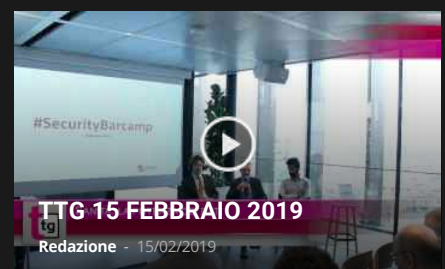 #SecurityBarcamp
tg
TTG 15 FEBBRAIO 2019
Redazione - 15/02/2019